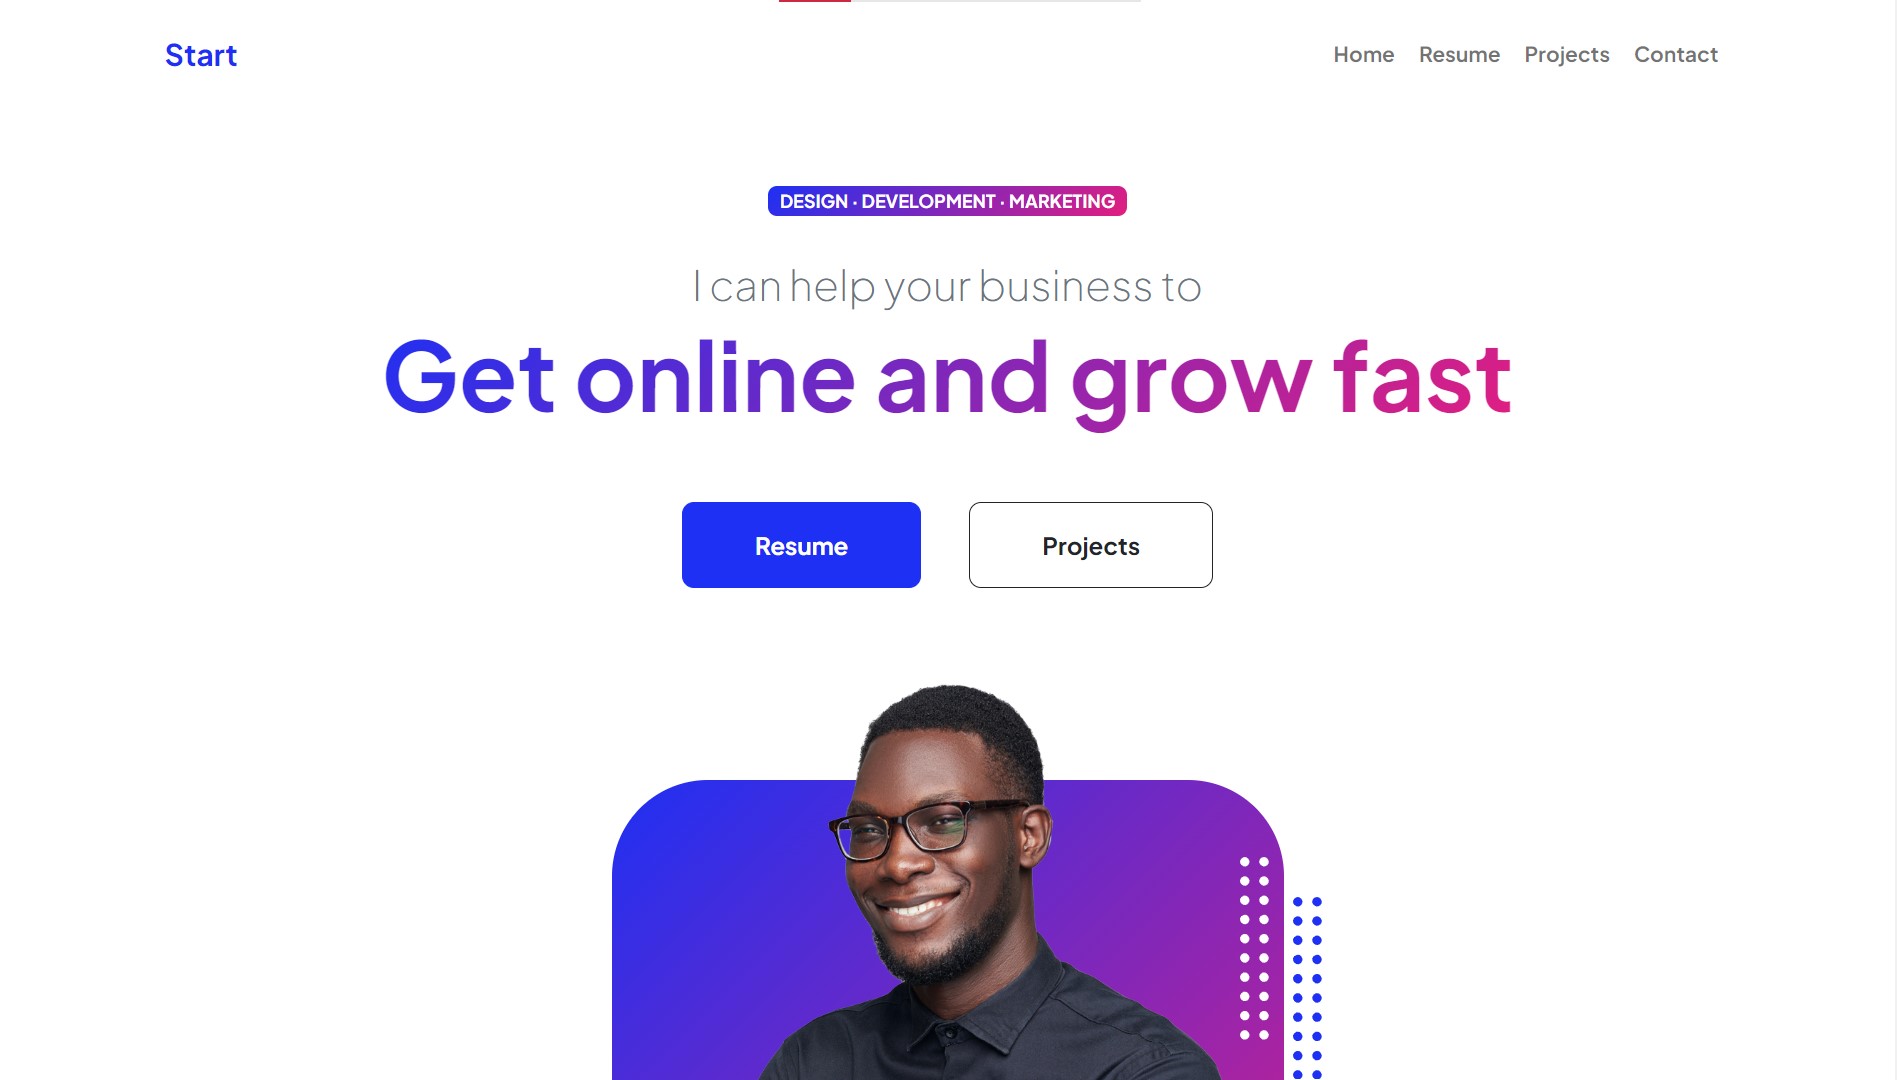 Start
Home Resume Projects Contact
DESIGN · DEVELOPMENT · MARKETING
I can help your business to
Get online and grow fast
Resume Projects